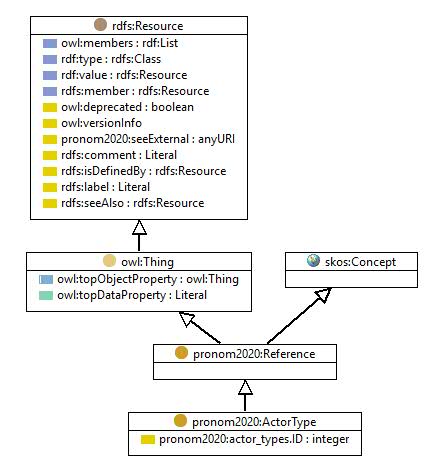 rdfs:Resource
owl:members : rdf:List
rdf:type : rdfs:Class
rdf:value : rdfs:Resource
rdfs:member : rdfs:Resource
owl:deprecated : boolean
owl:versionInfo
pronom2020:seeExternal : anyURI
rdfs:comment : Literal
rdfs:isDefinedBy : rdfs:Resource
rdfs:label : Literal
rdfs:seeAlso : rdfs:Resource
owl:Thing
owl:topObjectProperty : owl:Thing
owl:topDataProperty : Literal
skos:Concept
pronom2020:Reference
pronom2020:ActorType
pronom2020:actor_types.ID : integer